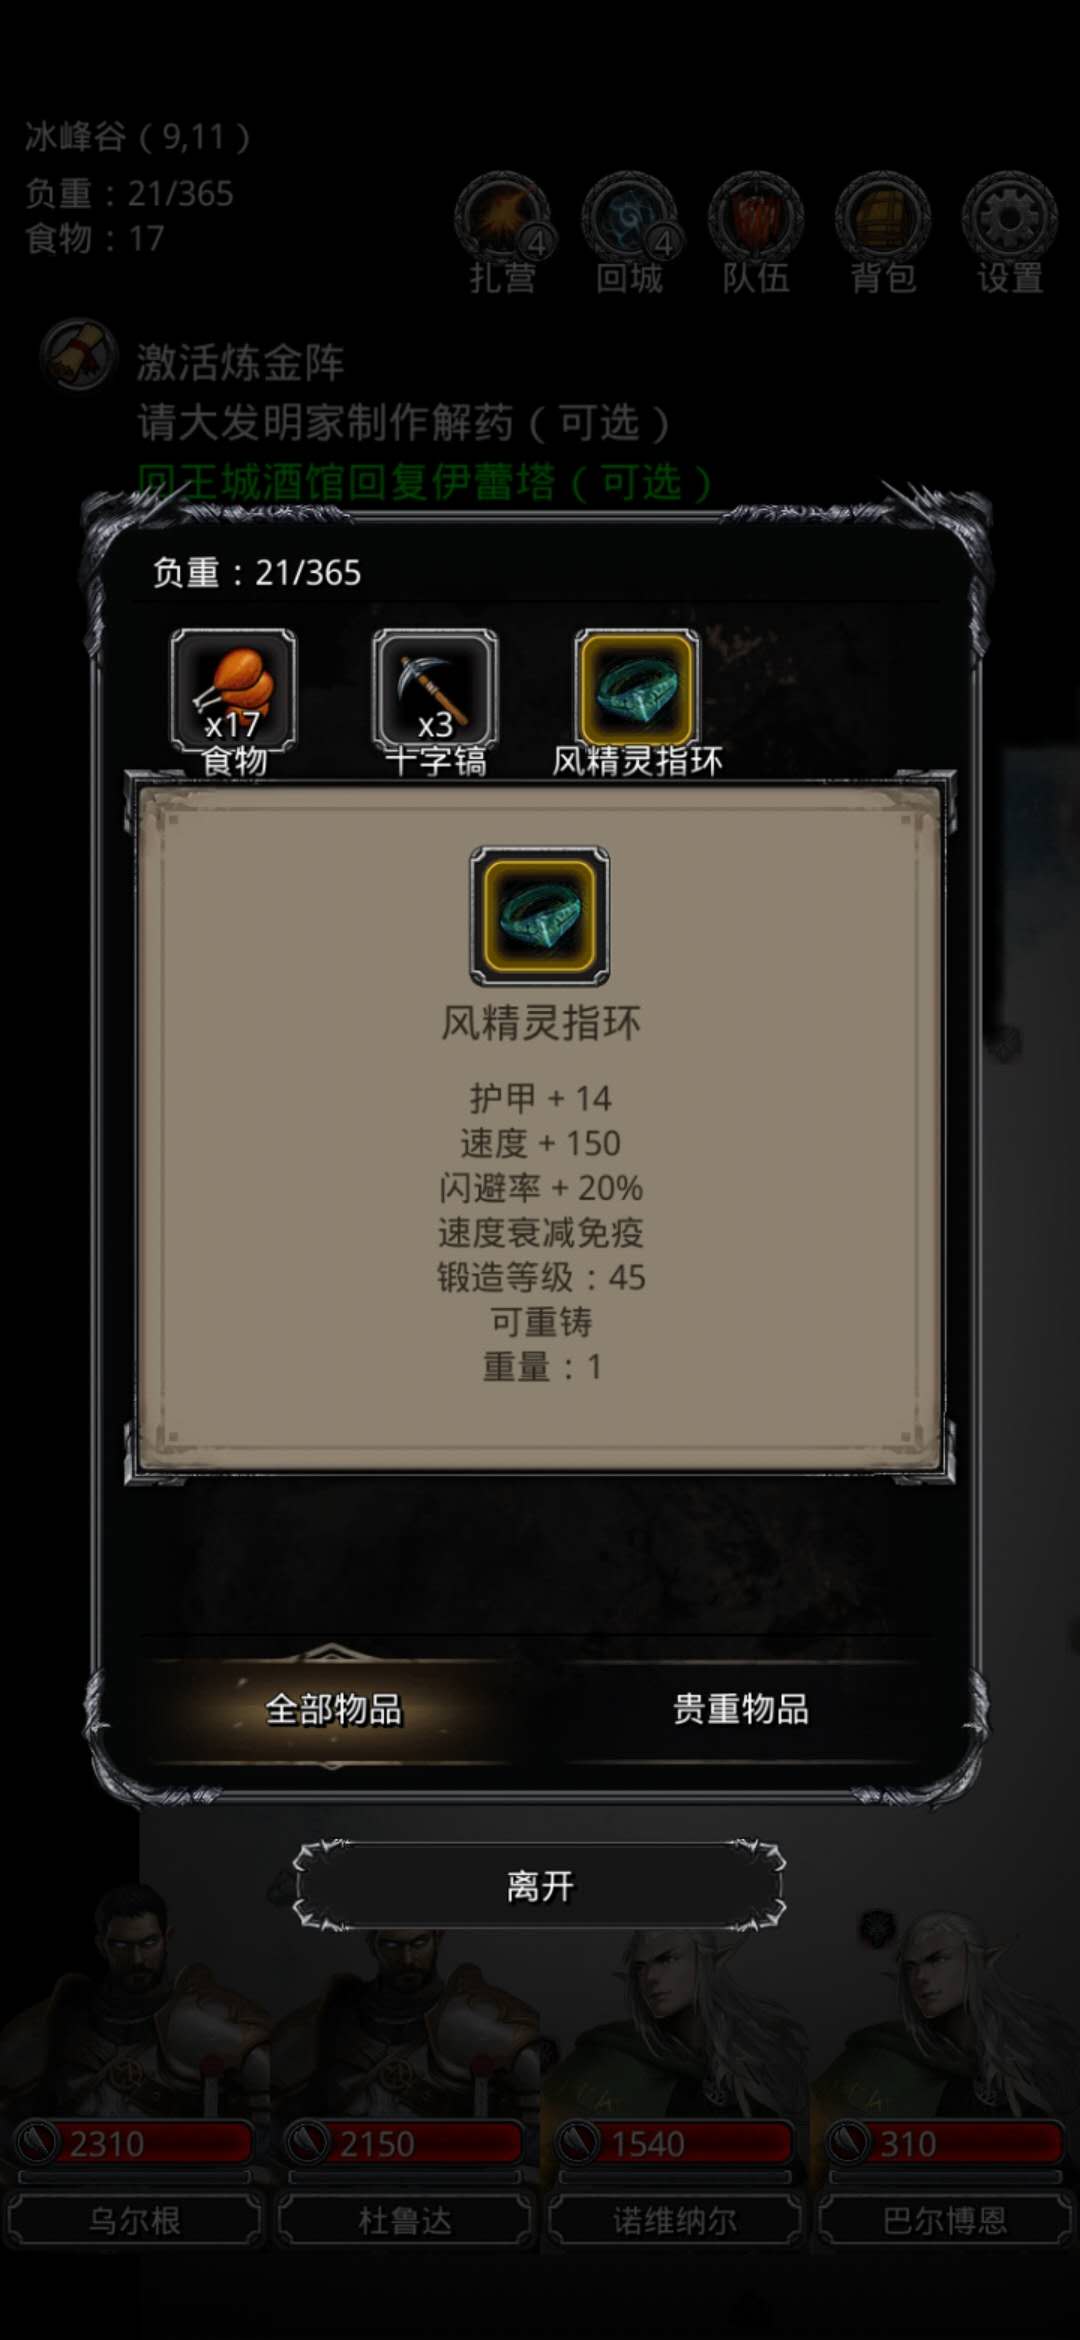 冰峰谷（9,11）
负重：21/365
食物：17
4
4
扎营
回城
队伍
背包
设置
激活炼金阵
请大发明家制作解药（可选）
回王城酒馆回复伊蕾塔（可选）
负重：21/365
x17
x3
食物
十字镐
风精灵指环
风精灵指环
护甲 + 14
速度 + 150
闪避率 + 20%
速度衰减免疫
锻造等级：45
可重铸
重量：1
全部物品
贵重物品
离开
2310
2150
1540
310
乌尔根
杜鲁达
诺维纳尔
巴尔博恩